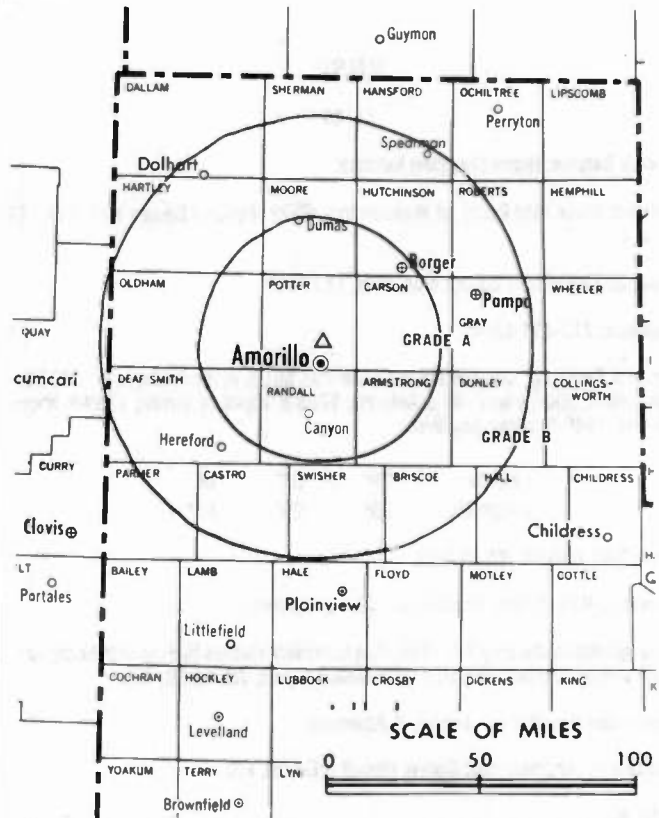 Guymon
DALLAM SHERMAN HANSFORD OCHILTREE LIPSCOMB
Perryton
Spearman
Dolhart
HARTLEY MOORE HUTCHINSON ROBERTS HEMPHILL
Dumas
Borger
OLDHAM POTTER CARSON WHEELER
Pampa
GRAY
QUAY
GRADE A
Amarillo
cumcari
DEAF SMITH RANDAL ARMSTRONG DONLEY COLLINGS-
WORTH
Canyon
GRADE B
Hereford
CURRY
PARMER CASTRO SWISHER BRISCOE HALL CHILDRESS
Clovis
Childress
H.
LT
BAILEY LAMB HALE FLOYD MOTLEY COTTLE
Portales
Plainview
Littlefield
COCHRAN HOCKLEY LUBBOCK CROSBY DICKENS KING
K
Levelland
SCALE OF MILES
YOAKUM TERRY LYN
0 50 100
Brownfield